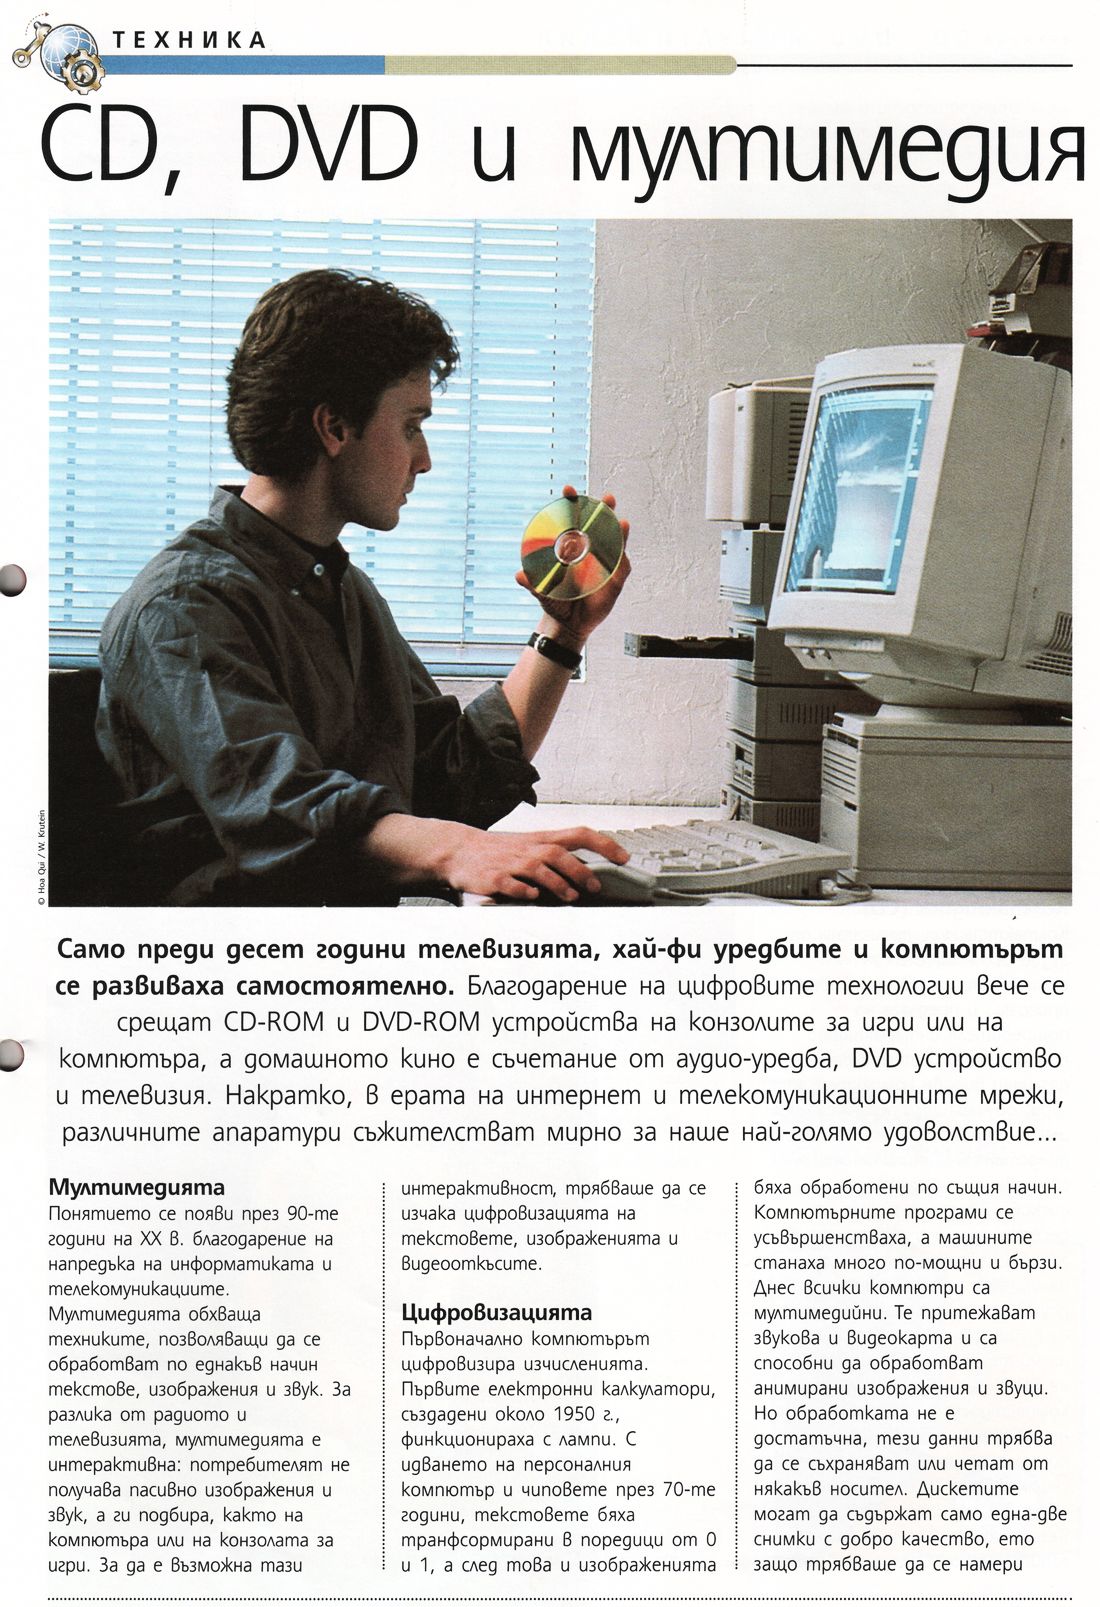 ТЕХНИКА
CD, DVD и мултимедия
© Hoa Qui / W. Krutein
Само преди десет години телевизията, хай-фи уредбите и компютърът
се развиваха самостоятелно. Благодарение на цифровите технологии вече се
срещат CD-ROM и DVD-ROM устройства на конзолите за игри или на
компютъра, а домашното кино е съчетание от аудио-уредба, DVD устройство
и телевизия. Накратко, в ерата на интернет и телекомуникационните мрежи,
различните апаратури съжителстват мирно за наше най-голямо удоволствие...
Мултимедията
Понятието се появи през 90-те
години на XX в. благодарение на
напредъка на информатиката и
телекомуникациите.
Мултимедията обхваща
техниките, позволяващи да се
обработват по еднакъв начин
текстове, изображения и звук. За
разлика от радиото и
телевизията, мултимедията е
интерактивна: потребителят не
получава пасивно изображения и
звук, а ги подбира, както на
компютъра или на конзолата за
игри. За да е възможна тази
интерактивност, трябваше да се
изчака цифровизацията на
текстовете, изображенията и
видеооткъсите.
Цифровизацията
Първоначално компютърът
цифровизира изчисленията.
Първите електронни калкулатори,
създадени около 1950 г.,
функционираха с лампи. С
идването на персоналния
компютър и чиповете през 70-те
години, текстовете бяха
транформирани в поредици от 0
и 1, а след това и изображенията
бяха обработени по същия начин.
Компютърните програми се
усъвършенстваха, а машините
станаха много по-мощни и бързи.
Днес всички компютри са
мултимедийни. Те притежават
звукова и видеокарта и са
способни да обработват
анимирани изображения и звуци.
Но обработката не е
достатъчна, тези данни трябва
да се съхраняват или четат от
някакъв носител. Дискетите
могат да съдържат само една-две
снимки с добро качество, ето
защо трябваше да се намери